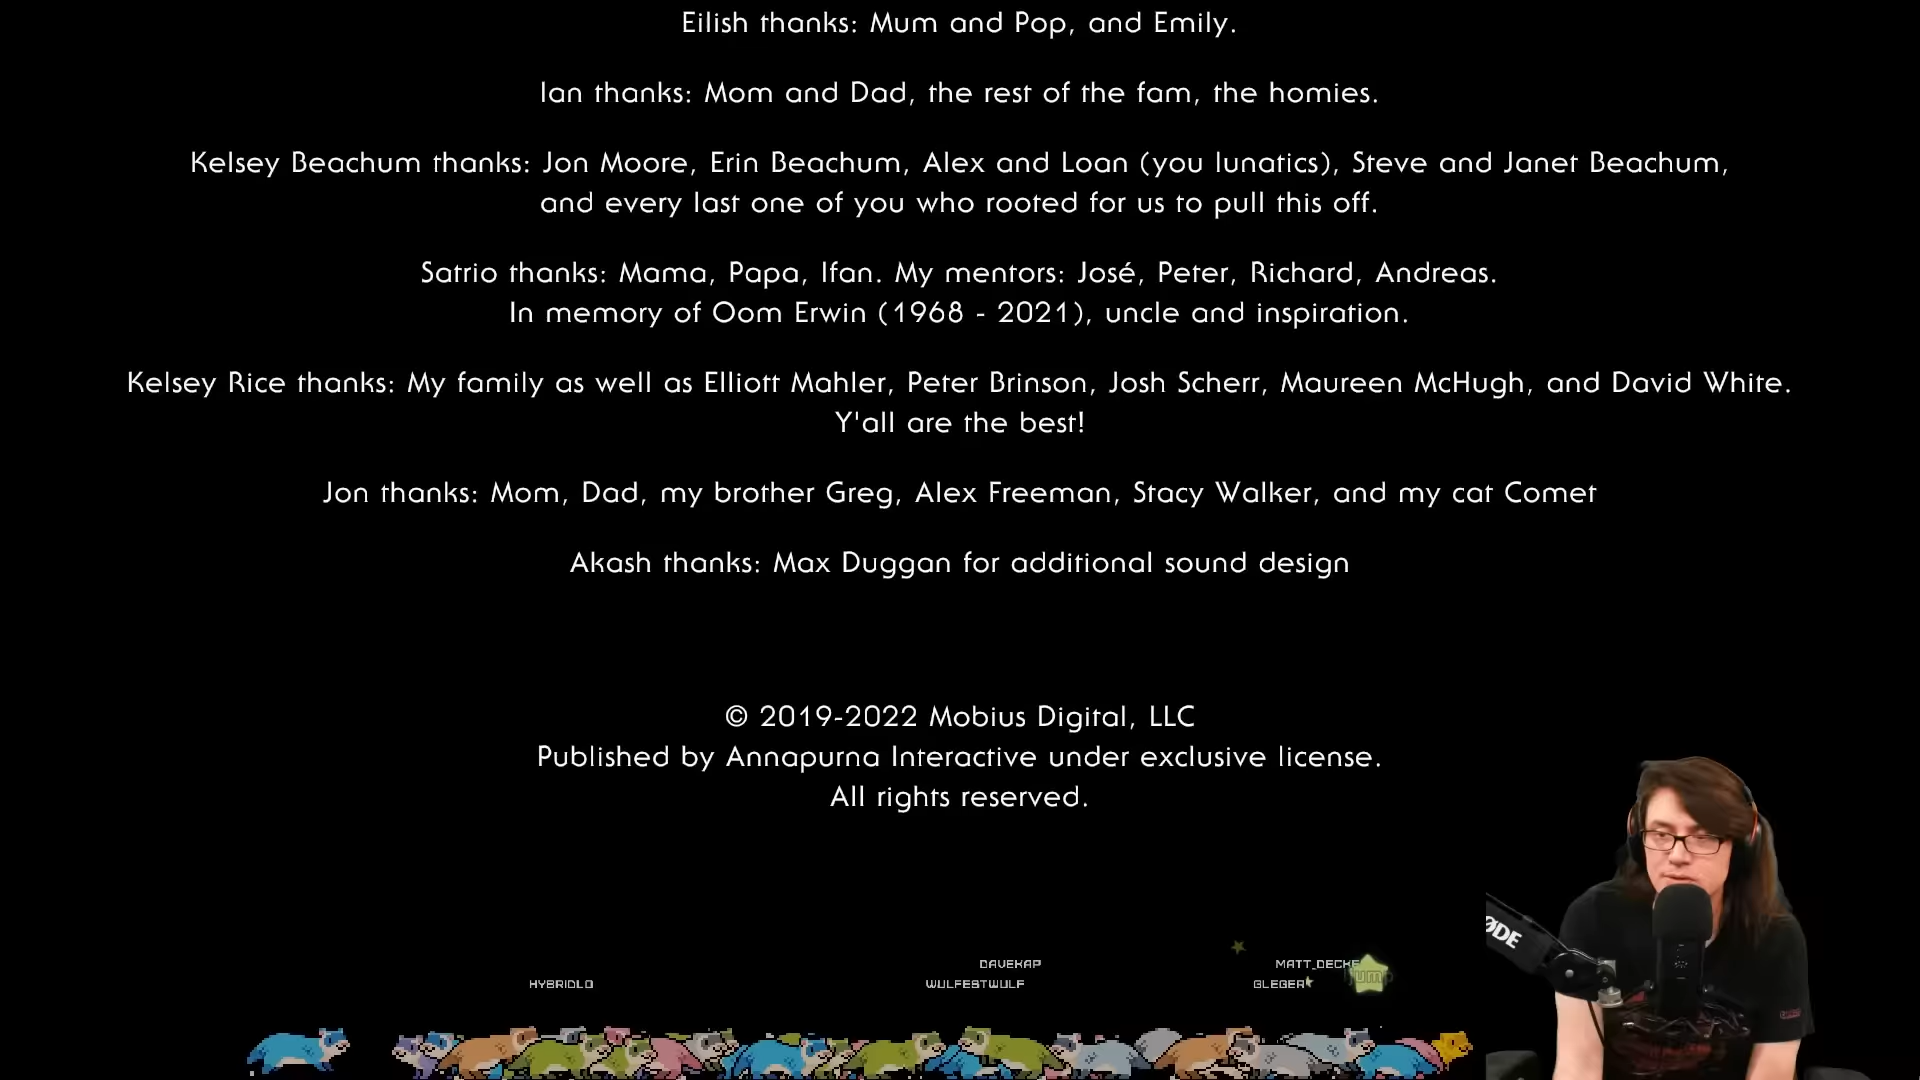 Eilish thanks: Mum and Pop, and Emily.
Ian thanks: Mom and Dad, the rest of the fam, the homies.
Kelsey Beachum thanks: Jon Moore, Erin Beachum, Alex and Loan (you lunatics), Steve and Janet Beachum,
and every last one of you who rooted for us to pull this off.
Satrio thanks: Mama, Papa, Ifan. My mentors: José, Peter, Richard, Andreas.
In memory of Oom Erwin (1968 - 2021), uncle and inspiration.
Kelsey Rice thanks: My family as well as Elliott Mahler, Peter Brinson, Josh Scherr, Maureen McHugh, and David White.
Y'all are the best!
Jon thanks: Mom, Dad, my brother Greg, Alex Freeman, Stacy Walker, and my cat Comet
Akash thanks: Max Duggan for additional sound design
© 2019-2022 Mobius Digital, LLC
Published by Annapurna Interactive under exclusive license.
All rights reserved.
DAVEKAP
HYBRIDLO
WULFESTWULF
GLEGER